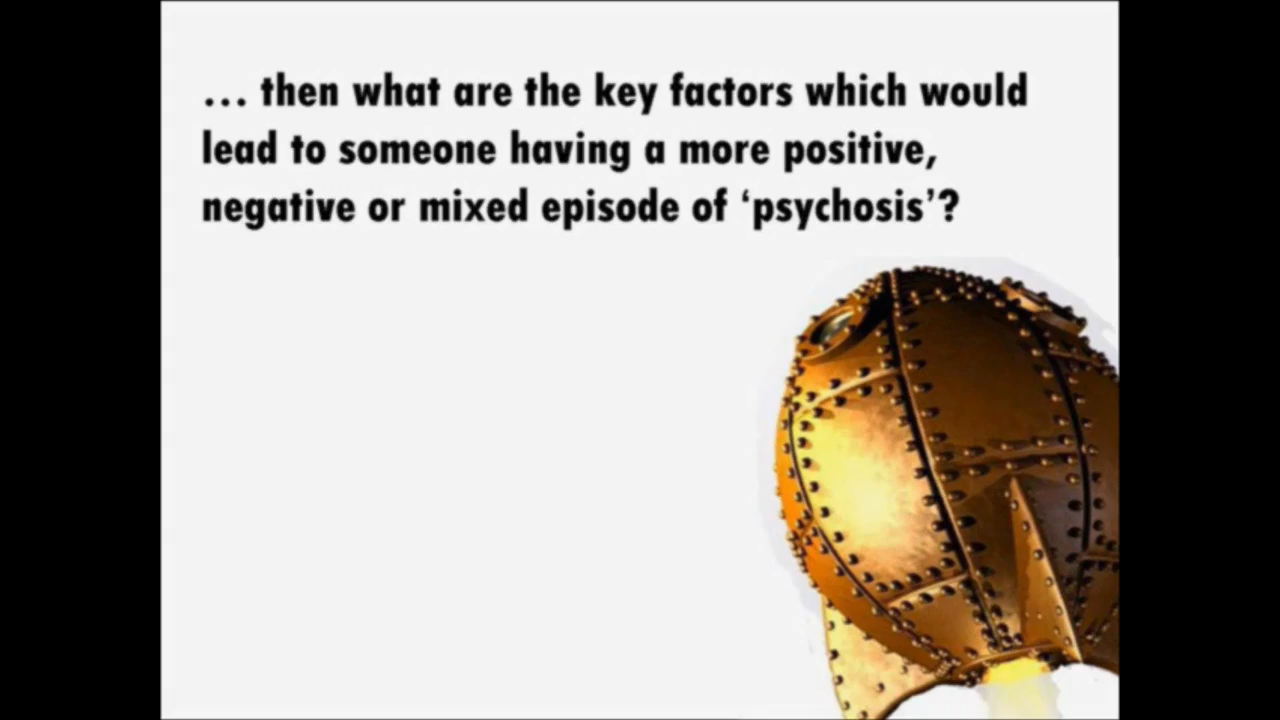 … then what are the key factors which would
lead to someone having a more positive,
negative or mixed episode of ‘psychosis’?